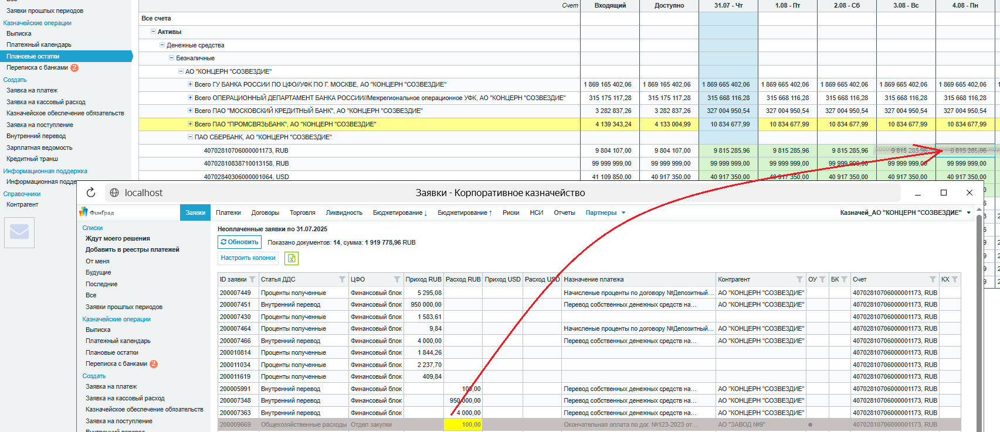 Заявки прошлых периодов
Казначейские операции
Выписка
Платежный календарь
Плановые остатки
Переписка с банками 2
Создать
Заявка на платеж
Заявка на кассовый расход
Казначейское обеспечение обязательств
Заявка на поступление
Внутренний перевод
Зарплатная ведомость
Кредитный транш
Информационная поддержка
Информационная подде
Справочники
Контрагент
Счет Входящий Доступно 31.07 - Чт 1.08 - Пт 2.08 - Сб 3.08 - Вс 4.08 - Пн
Все счета
Активы
Денежные средства
Безналичные
АО "КОНЦЕРН "СОЗВЕЗДИЕ"
Всего ГУ БАНКА РОССИИ ПО ЦФО//УФК ПО Г. МОСКВЕ, АО "КОНЦЕРН "СОЗВЕЗДИЕ" 1 869 165 402,06 1 869 165 402,06 1 869 665 402,06 1 869 665 402,06 1 869 665 402,06 1 869 665 402,06 1 869 665 402,06
Всего ОПЕРАЦИОННЫЙ ДЕПАРТАМЕНТ БАНКА РОССИИ//Межрегиональное операционное УФК, АО "КОНЦЕРН "СОЗВЕЗДИЕ" 315 175 117,28 315 175 117,28 315 668 116,28 315 668 116,28 315 668 116,28 315 668 116,28 315 668 116,28
Всего ПАО "МОСКОВСКИЙ КРЕДИТНЫЙ БАНК", АО "КОНЦЕРН "СОЗВЕЗДИЕ" 3 282 837,26 3 282 837,26 327 004 950,54 327 004 950,54 327 004 950,54 327 004 950,54 327 004 950,54
Всего ПАО "ПРОМСВЯЗЬБАНК", АО "КОНЦЕРН "СОЗВЕЗДИЕ" 4 139 343,24 4 133 004,99 10 834 677,99 10 834 677,99 10 834 677,99 10 834 677,99 10 834 677,99
ПАО СБЕРБАНК, АО "КОНЦЕРН "СОЗВЕЗДИЕ"
40702810706000001173, RUB 9 804 107,00 9 804 107,00 9 815 285,96 9 815 285,96 9 815 285,96 9 815 285,96 9 815 285,96
40702810838710013158, RUB 99 999 999,00 99 999 999,00 99 999 999,00 99 999 999,00 99 999 999,00 99 999 999,00 99 999 999,00
40702840306000001064, USD 41 109 850,00 40 917 350,00 40 917 350,00 40 917 350,00 40 917 350,00 40 917 350,00 40 917 350,00
localhost Заявки - Корпоративное казначейство
ФинГрад Заявки Платежи Договоры Торговля Ликвидность Бюджетирование ↓ Бюджетирование ↑ Риски НСИ Отчеты Партнеры Казначей_АО "КОНЦЕРН "СОЗВЕЗДИЕ"
Списки
Ждут моего решения
Добавить в реестры платежей
От меня
Будущие
Последние
Все
Заявки прошлых периодов
Казначейские операции
Выписка
Платежный календарь
Плановые остатки
Переписка с банками 2
Создать
Заявка на платеж
Заявка на кассовый расход
Казначейское обеспечение обязательств
Заявка на поступление
Неоплаченные заявки по 31.07.2025
Обновить Показано документов: 14, сумма: 1 919 778,96 RUB
Настроить колонки
ID заявки Статья ДДС ЦФО Приход RUB Расход RUB Приход USD Расход USD Назначение платежа Контрагент ОУ БК Счет КХ
200007449 Проценты полученные Финансовый блок 5 295,08 Начисленые проценты по договору №Депозитный... АО "КОНЦЕРН "СОЗВЕЗДИЕ" 40702810706000001173, RUB
200007451 Внутренний перевод Финансовый блок 950 000,00 Перевод собственных денежных средств на... АО "КОНЦЕРН "СОЗВЕЗДИЕ" 40702810706000001173, RUB
200007430 Проценты полученные Финансовый блок 1 583,61 40702810706000001173, RUB
200007464 Проценты полученные Финансовый блок 9,84 Начисленые проценты по договору №Депозитный... АО "КОНЦЕРН "СОЗВЕЗДИЕ" 40702810706000001173, RUB
200007466 Внутренний перевод Финансовый блок 4 000,00 Перевод собственных денежных средств на... АО "КОНЦЕРН "СОЗВЕЗДИЕ" 40702810706000001173, RUB
200010814 Проценты полученные Финансовый блок 1 844,26 40702810706000001173, RUB
200011034 Проценты полученные Финансовый блок 2 237,70 40702810706000001173, RUB
200011619 Проценты полученные Финансовый блок 409,84 40702810706000001173, RUB
200005991 Внутренний перевод Финансовый блок 100,00 Перевод собственных денежных средств на... АО "КОНЦЕРН "СОЗВЕЗДИЕ" 40702810706000001173, RUB
200007348 Внутренний перевод Финансовый блок 950 000,00 Перевод собственных денежных средств на... АО "КОНЦЕРН "СОЗВЕЗДИЕ" 40702810706000001173, RUB
200007363 Внутренний перевод Финансовый блок 4 000,00 Перевод собственных денежных средств на... АО "КОНЦЕРН "СОЗВЕЗДИЕ" 40702810706000001173, RUB
200009669 Общехозяйственные расходы Отдел закупки 100,00 Окончательная оплата по дог. №123-2023 от... АО "ЗАВОД №9" 40702810706000001173, RUB